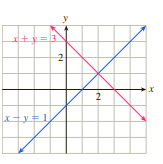 y
x + y = 3
2
x
2
x − y = 1